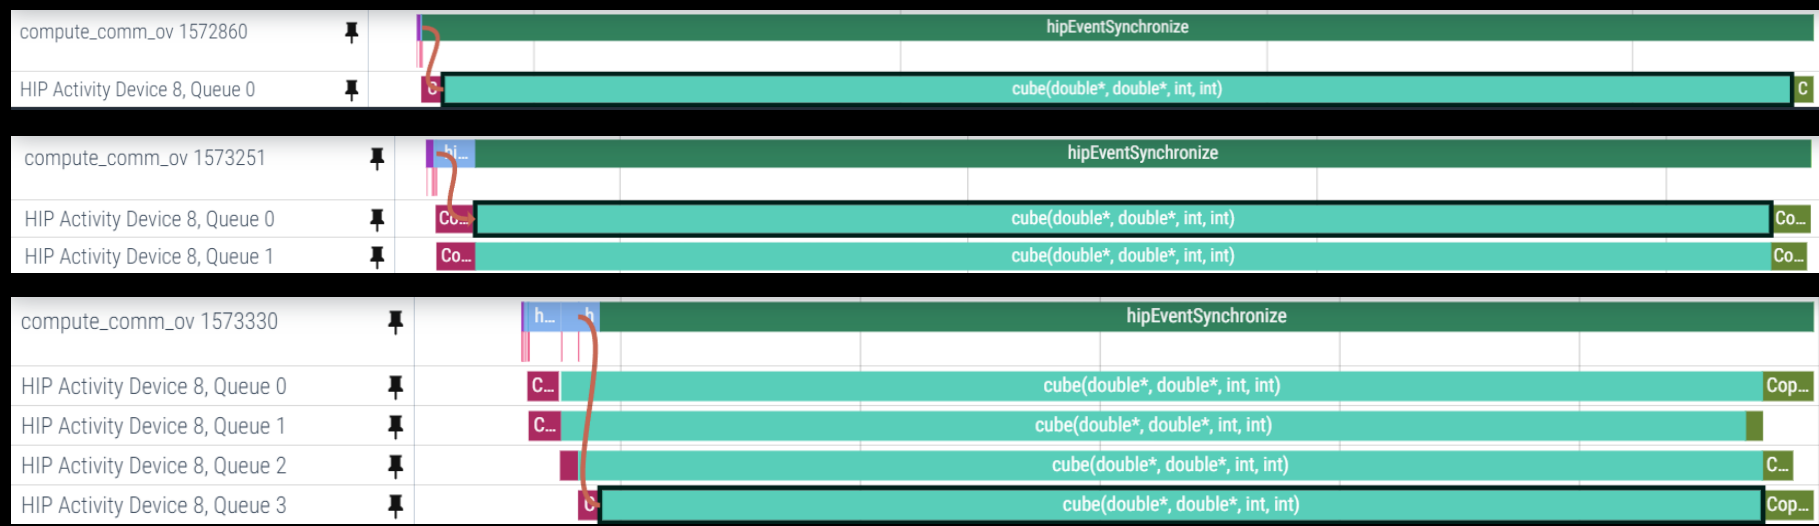 compute_comm_ov 1572860 hipEventSynchronize
HIP Activity Device 8, Queue 0 C cube(double*, double*, int, int) C
compute_comm_ov 1573251 hi... hipEventSynchronize
HIP Activity Device 8, Queue 0 Co... cube(double*, double*, int, int) Co...
HIP Activity Device 8, Queue 1 Co... cube(double*, double*, int, int) Co...
compute_comm_ov 1573330 h... h hipEventSynchronize
HIP Activity Device 8, Queue 0 C... cube(double*, double*, int, int) Cop...
HIP Activity Device 8, Queue 1 C... cube(double*, double*, int, int)
HIP Activity Device 8, Queue 2 cube(double*, double*, int, int) C...
HIP Activity Device 8, Queue 3 C cube(double*, double*, int, int) Cop...